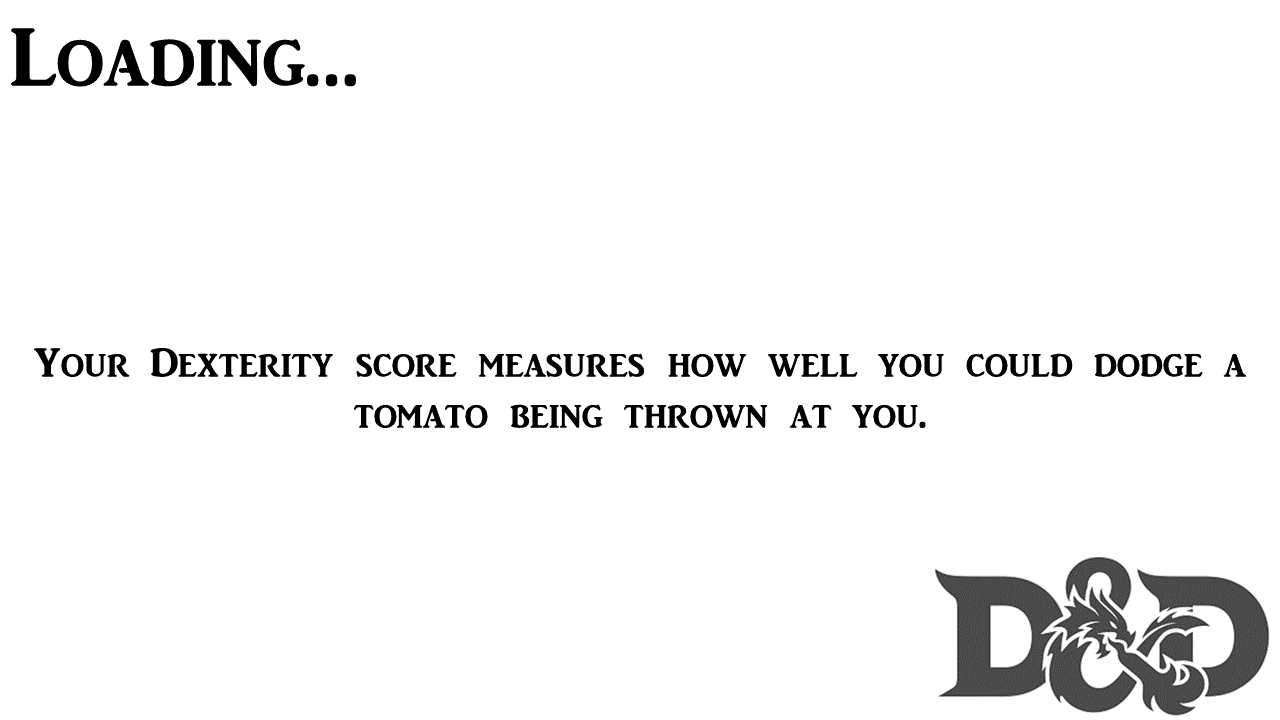 Loading...
Your Dexterity score measures how well you could dodge a
tomato being thrown at you.
D&D